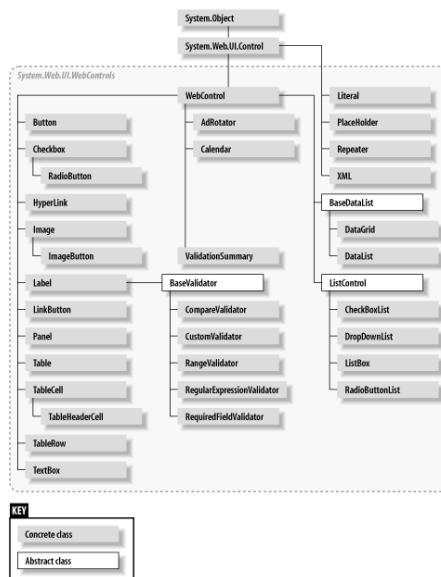 System.Object
System.Web.UI.Control
System.Web.UI.WebControls
WebControl
Literal
Button
AdRotator
PlaceHolder
Checkbox
Calendar
Repeater
RadioButton
XML
HyperLink
BaseDataList
Image
DataGrid
ImageButton
ValidationSummary
DataList
Label
BaseValidator
ListControl
LinkButton
CompareValidator
CheckBoxList
Panel
CustomValidator
DropDownList
Table
RangeValidator
ListBox
TableCell
RegularExpressionValidator
RadioButtonList
TableHeaderCell
RequiredFieldValidator
TableRow
TextBox
KEY
Concrete class
Abstract class